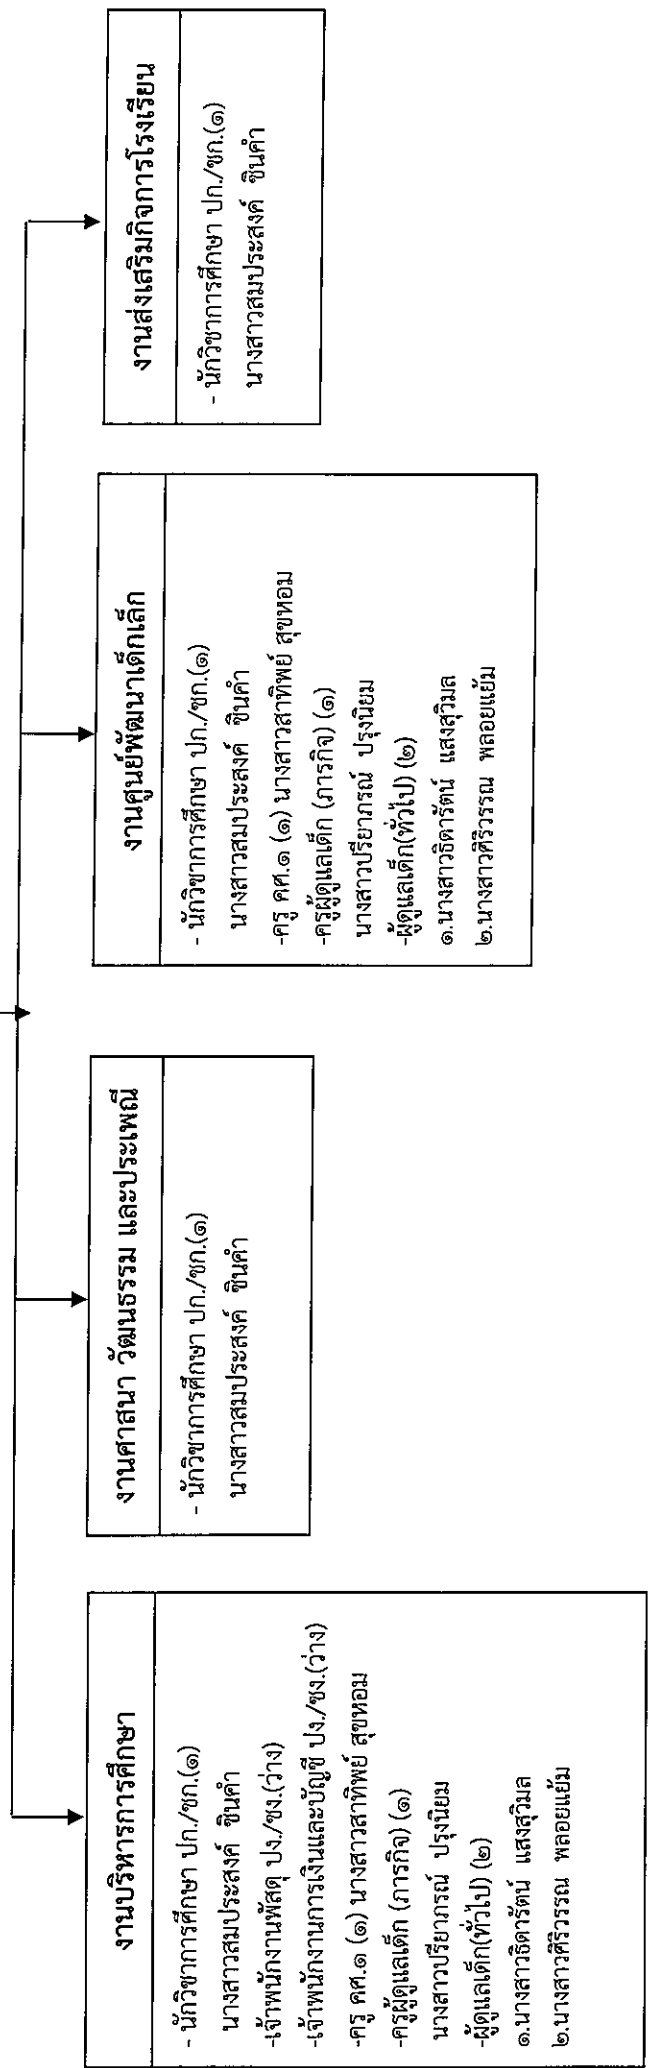 งานบริหารการศึกษา
- นักวิชาการศึกษา ปก./ชก.(๑)
นางสาวสมประสงค์ ชินคำ
-เจ้าพนักงานพัสดุ ปง./ชง.(ว่าง)
-เจ้าพนักงานการเงินและบัญชี ปง./ชง.(ว่าง)
-ครู คศ.๑ (๑) นางสาวสาทิพย์ สุขหอม
-ครูผู้ดูแลเด็ก (ภารกิจ) (๑)
นางสาวปรียาภรณ์ ปรุงนิยม
-ผู้ดูแลเด็ก(ทั่วไป) (๒)
๑.นางสาวธิดารัตน์ แสงสุวิมล
๒.นางสาวศิริวรรณ พลอยแย้ม
งานศาสนา วัฒนธรรม และประเพณี
- นักวิชาการศึกษา ปก./ชก.(๑)
นางสาวสมประสงค์ ชินคำ
งานศูนย์พัฒนาเด็กเล็ก
- นักวิชาการศึกษา ปก./ชก.(๑)
นางสาวสมประสงค์ ชินคำ
-ครู คศ.๑ (๑) นางสาวสาทิพย์ สุขหอม
-ครูผู้ดูแลเด็ก (ภารกิจ) (๑)
นางสาวปรียาภรณ์ ปรุงนิยม
-ผู้ดูแลเด็ก(ทั่วไป) (๒)
๑.นางสาวธิดารัตน์ แสงสุวิมล
๒.นางสาวศิริวรรณ พลอยแย้ม
งานส่งเสริมกิจการโรงเรียน
- นักวิชาการศึกษา ปก./ชก.(๑)
นางสาวสมประสงค์ ชินคำ